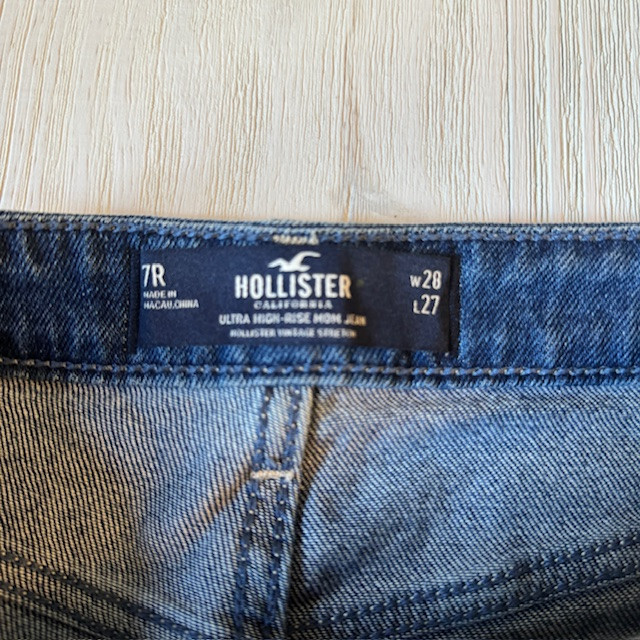 7R
MADE IN
MACAU, CHINA
HOLLISTER
CALIFORNIA
ULTRA HIGH-RISE MOM JEAN
HOLLISTER VINTAGE STRETCH
W28
L27